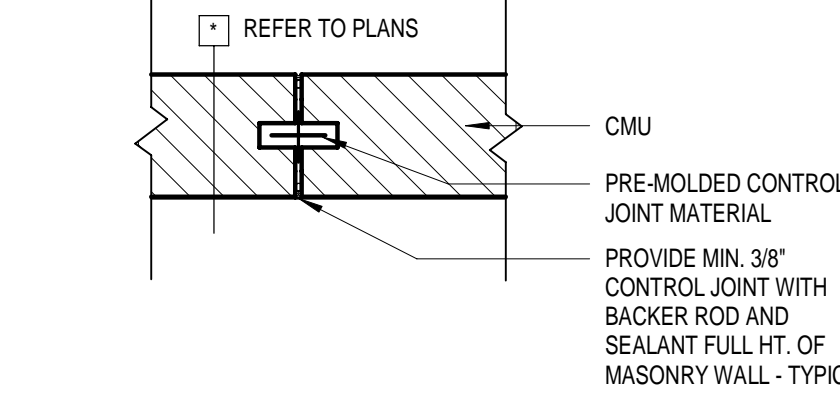 * REFER TO PLANS
CMU
PRE-MOLDED CONTROL
JOINT MATERIAL
PROVIDE MIN. 3/8"
CONTROL JOINT WITH
BACKER ROD AND
SEALANT FULL HT. OF
MASONRY WALL - TYPIC